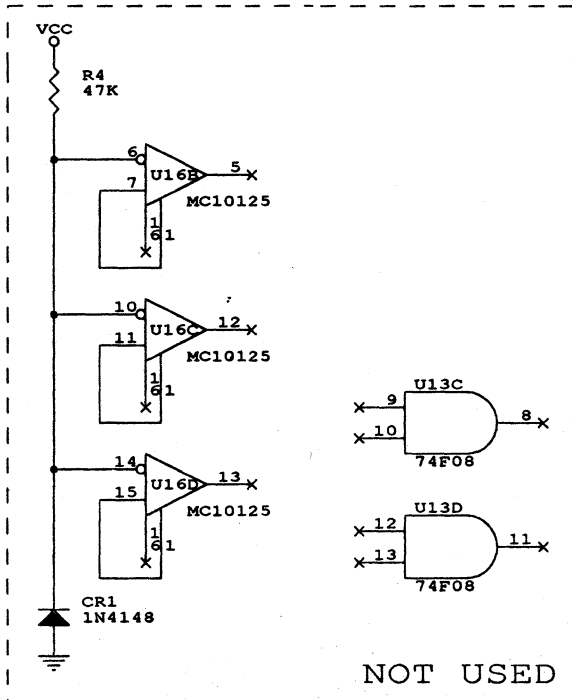 VCC
R4
47K
6
7
U16B
5
MC10125
1
6 1
10
11
U16C
12
MC10125
1
6 1
14
15
U16D
13
MC10125
1
6 1
CR1
1N4148
U13C
9
10
8
74F08
U13D
12
13
11
74F08
NOT USED